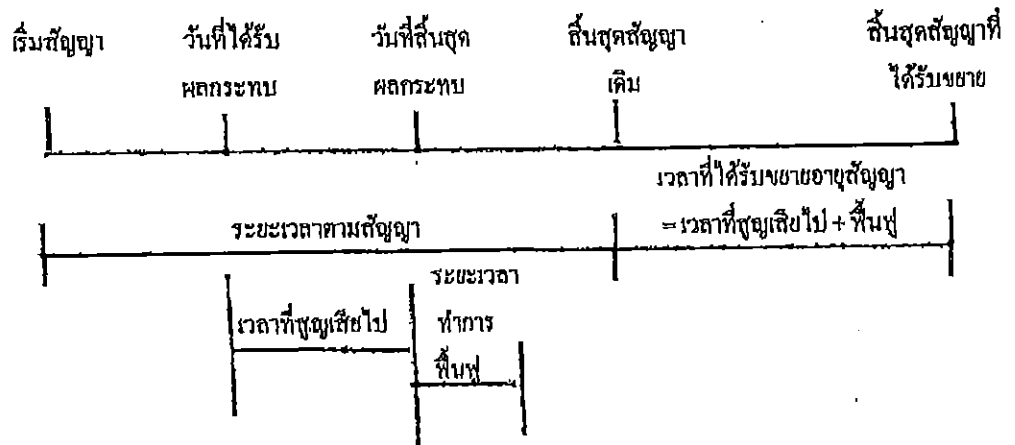 เริ่มสัญญา
วันที่ได้รับ
ผลกระทบ
วันที่สิ้นสุด
ผลกระทบ
สิ้นสุดสัญญา
เดิม
สิ้นสุดสัญญาที่
ได้รับขยาย
เวลาที่ได้รับขยายอายุสัญญา
=เวลาที่สูญเสียไป + ฟื้นฟู
ระยะเวลาตามสัญญา
ระยะเวลา
ทำการ
ฟื้นฟู
เวลาที่สูญเสียไป